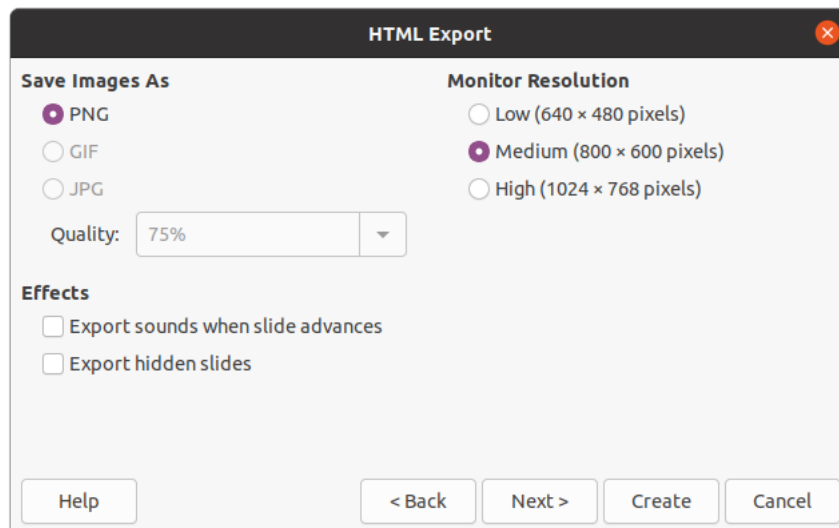 HTML Export
Save Images As
PNG
GIF
JPG
Quality: 75%
Monitor Resolution
Low (640 × 480 pixels)
Medium (800 × 600 pixels)
High (1024 × 768 pixels)
Effects
Export sounds when slide advances
Export hidden slides
Help < Back Next > Create Cancel